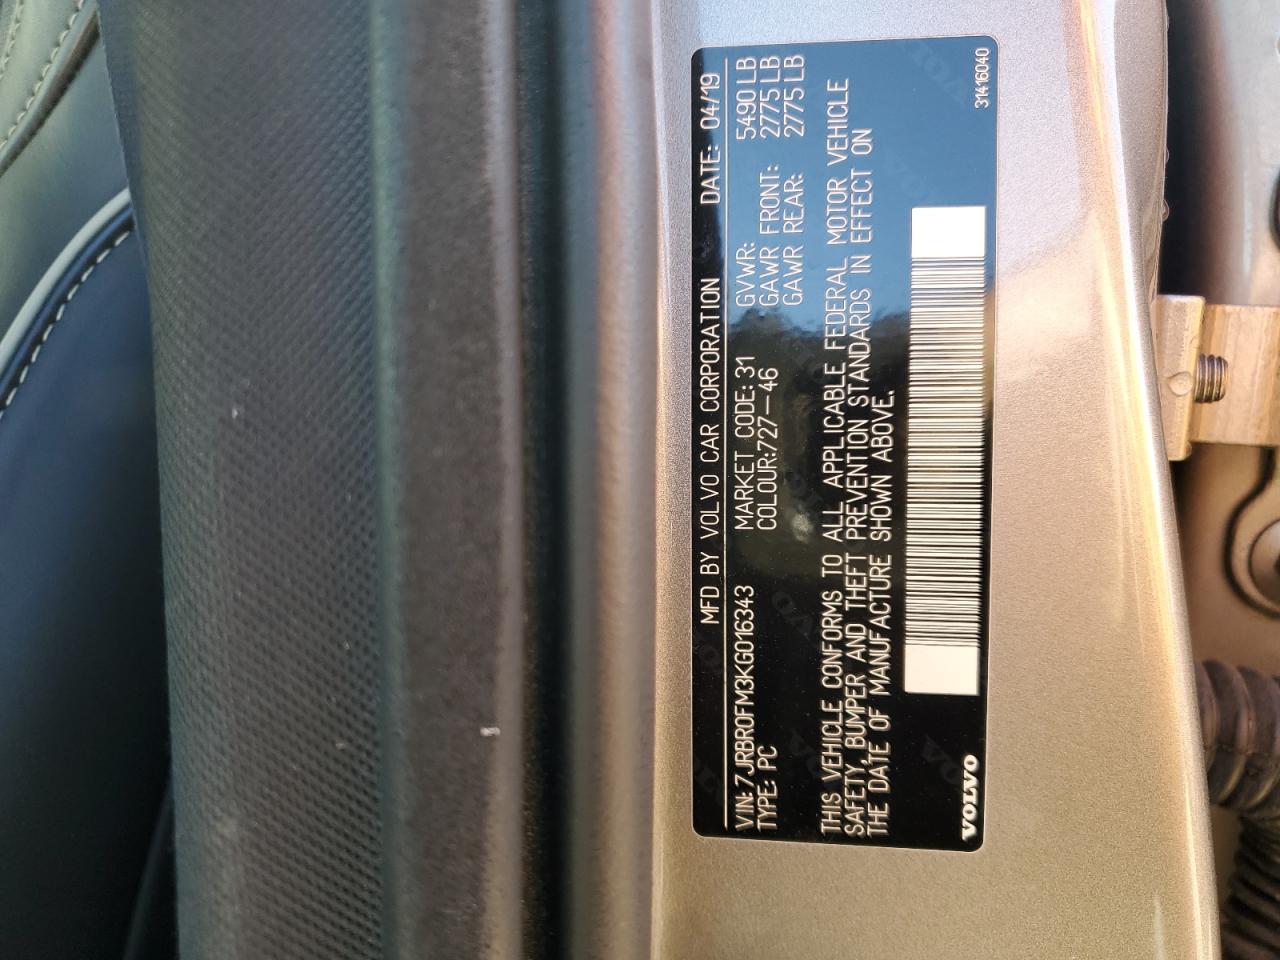 MFD BY VOLVO CAR CORPORATION DATE: 04/19
VIN: 7JRBR0FM3KG016343 MARKET CODE: 31 GVWR: 5490 LB
TYPE: PC COLOUR:727-46 GAWR FRONT: 2775 LB
GAWR REAR: 2775 LB
THIS VEHICLE CONFORMS TO ALL APPLICABLE FEDERAL MOTOR VEHICLE
SAFETY, BUMPER AND THEFT PREVENTION STANDARDS IN EFFECT ON
THE DATE OF MANUFACTURE SHOWN ABOVE.
VOLVO
31416040